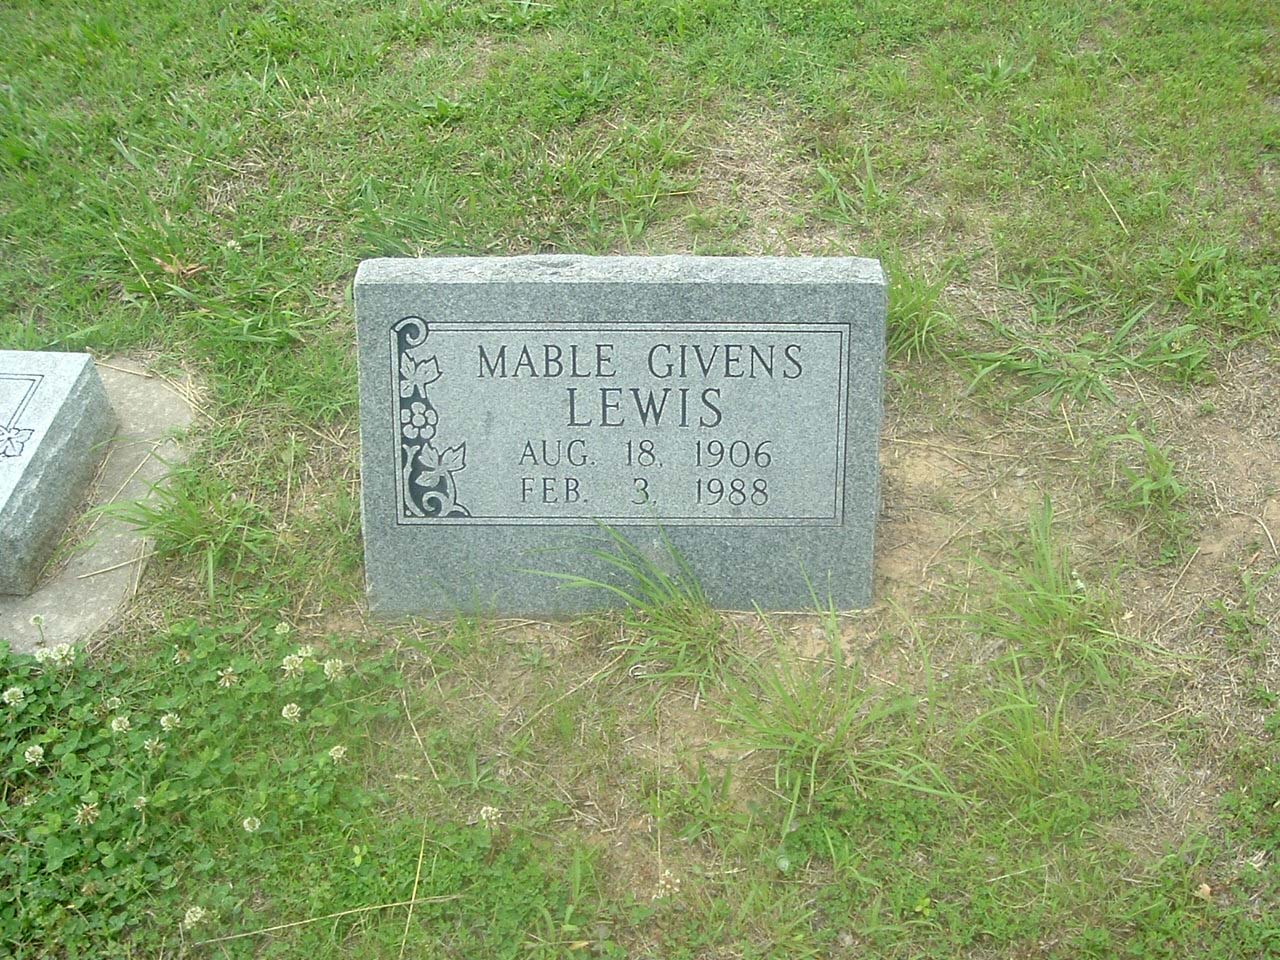 MABLE GIVENS
LEWIS
AUG. 18, 1906
FEB. 3, 1988